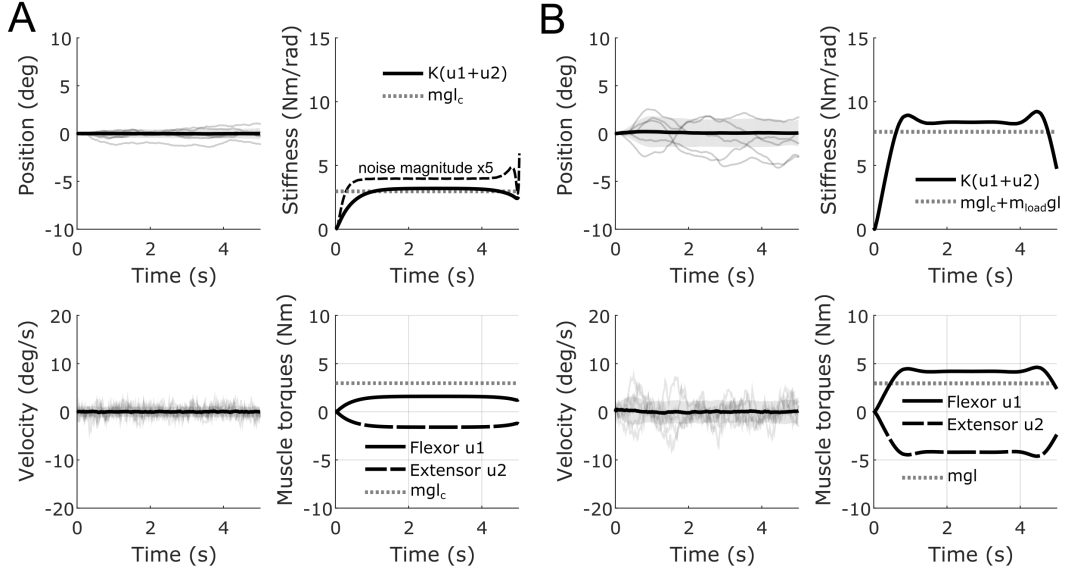 A
Position (deg)
10
5
0
-5
-10
0
2
4
Time (s)
Stiffness (Nm/rad)
15
10
5
0
K(u1+u2)
mglc
noise magnitude x5
0
2
4
Time (s)
B
Position (deg)
10
5
0
-5
-10
0
2
4
Time (s)
Stiffness (Nm/rad)
15
10
5
0
K(u1+u2)
mglc+mloadgl
0
2
4
Time (s)
Velocity (deg/s)
20
10
0
-10
-20
0
2
4
Time (s)
Muscle torques (Nm)
10
5
0
-5
-10
Flexor u1
Extensor u2
mglc
0
2
4
Time (s)
Velocity (deg/s)
20
10
0
-10
-20
0
2
4
Time (s)
Muscle torques (Nm)
10
5
0
-5
-10
Flexor u1
Extensor u2
mgl
0
2
4
Time (s)